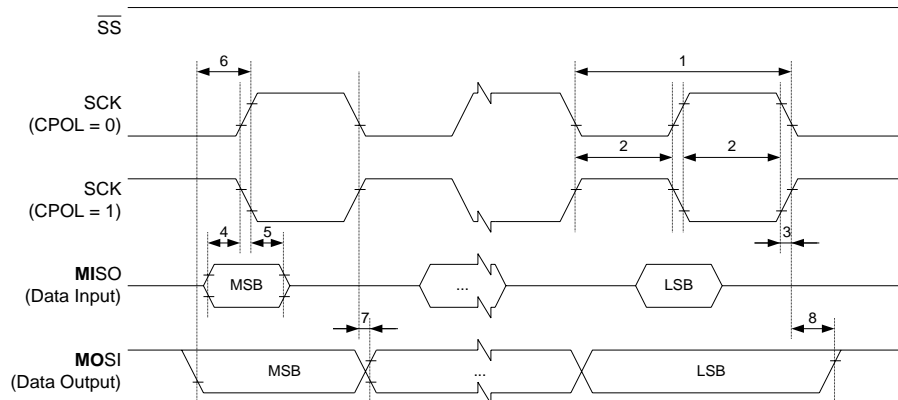 SS
6
1
SCK
(CPOL = 0)
2
2
SCK
(CPOL = 1)
4
5
3
MISO
(Data Input)
MSB
...
LSB
7
8
MOSI
(Data Output)
MSB
...
LSB